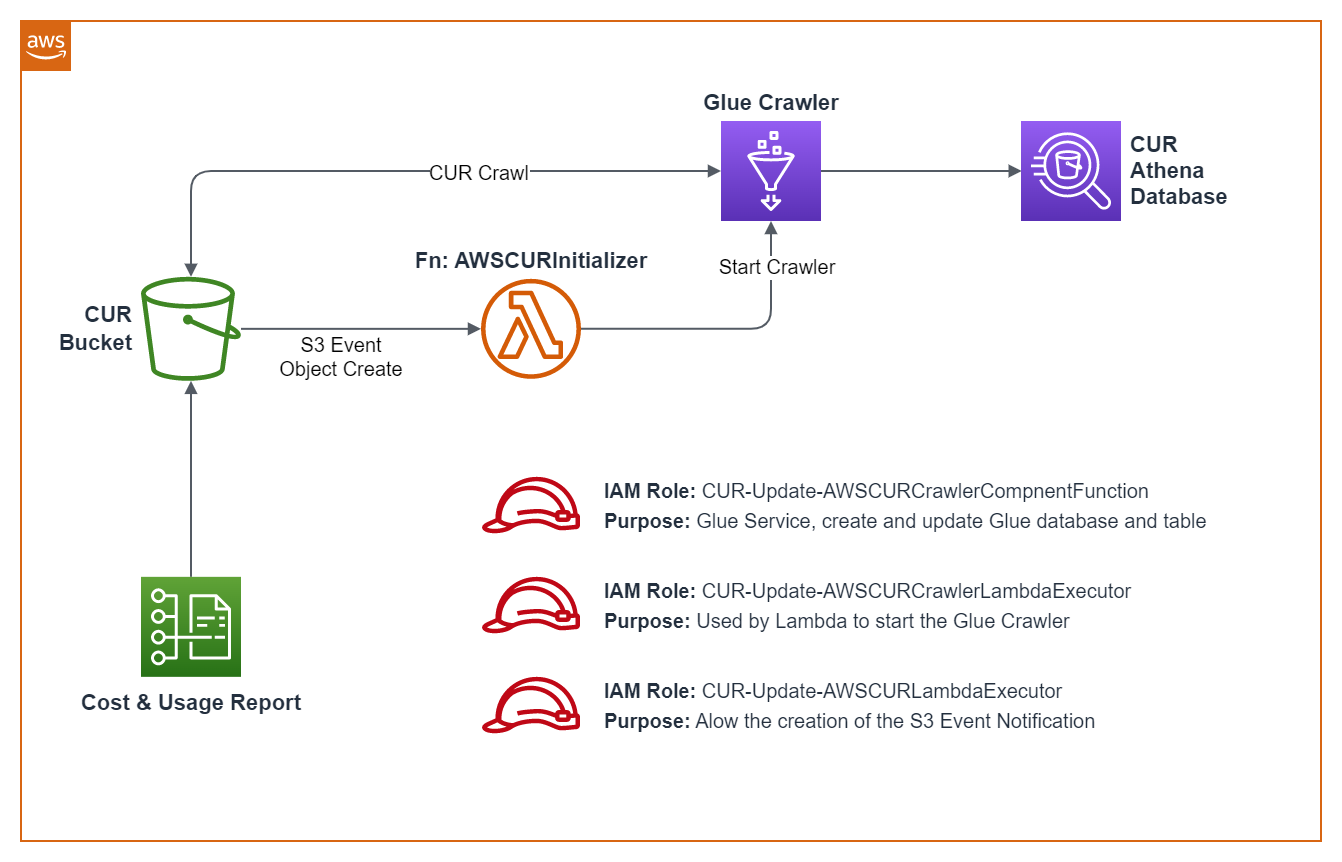 aws
Glue Crawler
CUR
Athena
Database
CUR Crawl
Fn: AWSCURInitializer
Start Crawler
CUR
Bucket
S3 Event
Object Create
IAM Role: CUR-Update-AWSCURCrawlerCompnentFunction
Purpose: Glue Service, create and update Glue database and table
IAM Role: CUR-Update-AWSCURCrawlerLambdaExecutor
Purpose: Used by Lambda to start the Glue Crawler
Cost & Usage Report
IAM Role: CUR-Update-AWSCURLambdaExecutor
Purpose: Alow the creation of the S3 Event Notification